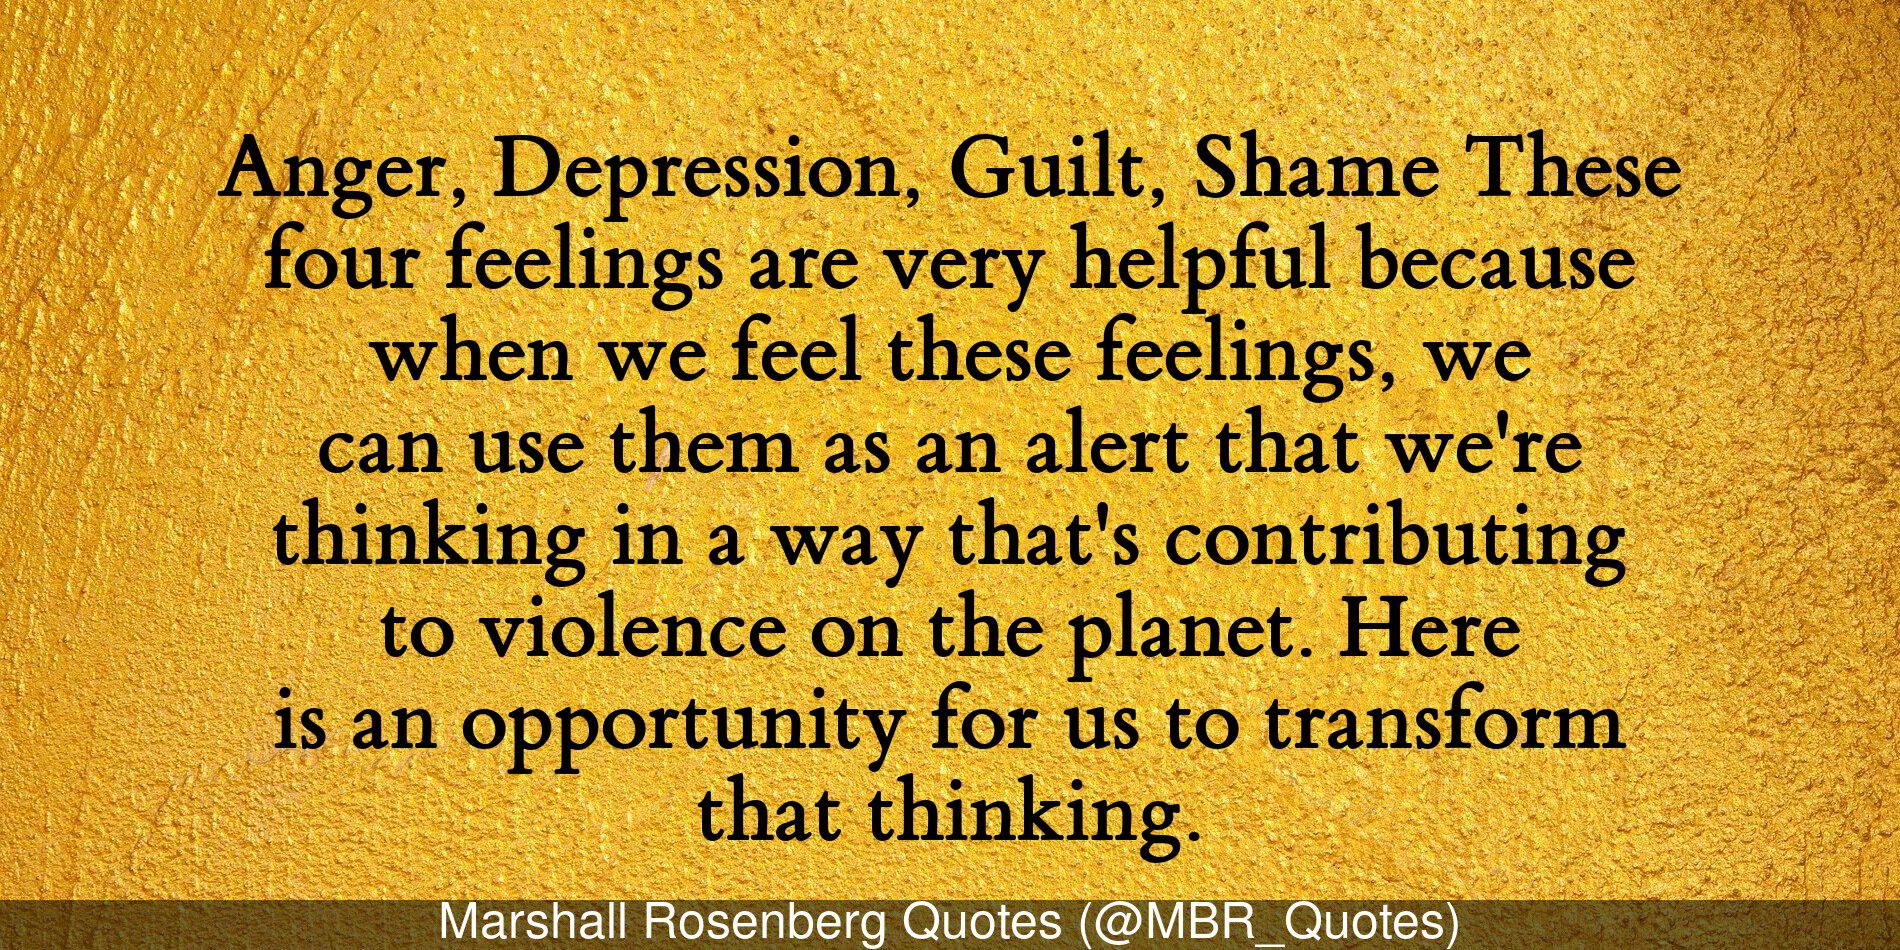 Anger, Depression, Guilt, Shame These
four feelings are very helpful because
when we feel these feelings, we
can use them as an alert that we're
thinking in a way that's contributing
to violence on the planet. Here
is an opportunity for us to transform
that thinking.
Marshall Rosenberg Quotes (@MBR_Quotes)